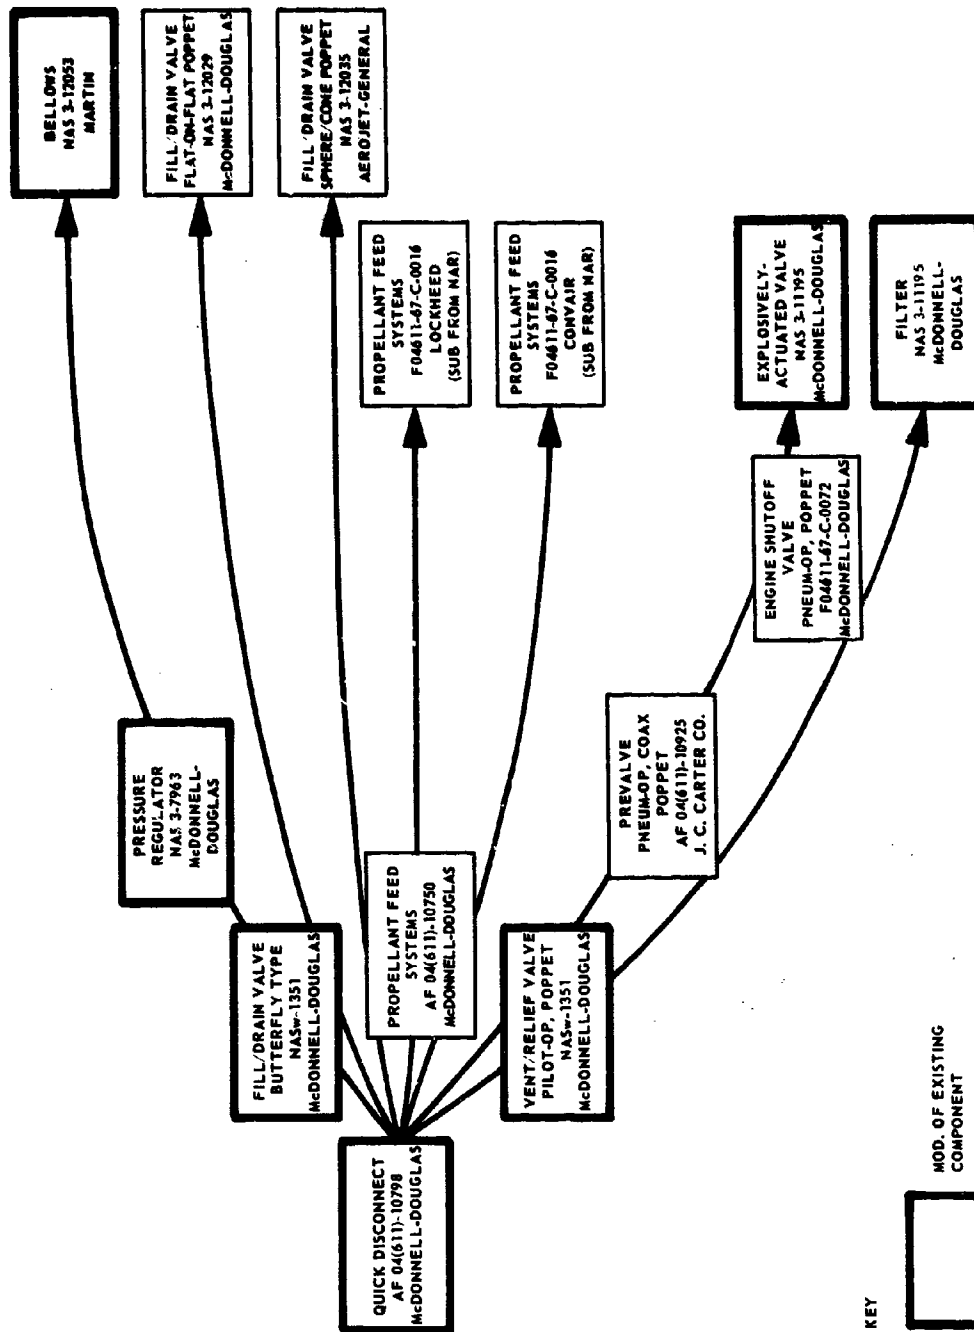 BELLOWS
NAS 3-12053
MARTIN
FILL/DRAIN VALVE
FLAT-ON-FLAT POPPET
NAS 3-12029
McDONNELL-DOUGLAS
FILL/DRAIN VALVE
SPHERE/CONE POPPET
NAS 3-12035
AEROJET-GENERAL
PROPELLANT FEED
SYSTEMS
F04611-67-C-0016
LOCKHEED
(SUB FROM NAR)
PROPELLANT FEED
SYSTEMS
F04611-67-C-0016
CONVAIR
(SUB FROM NAR)
EXPLOSIVELY-
ACTUATED VALVE
NAS 3-11195
McDONNELL-DOUGLAS
FILTER
NAS 3-11195
McDONNELL-
DOUGLAS
ENGINE SHUTOFF
VALVE
PNEUM-OP, POPPET
F04611-67-C-0072
McDONNELL-DOUGLAS
PRESSURE
REGULATOR
NAS 3-7963
McDONNELL-
DOUGLAS
PREVALVE
PNEUM-OP, COAX
POPPET
AF 04(611)-10925
J. C. CARTER CO.
FILL/DRAIN VALVE
BUTTERFLY TYPE
NASw-1351
McDONNELL-DOUGLAS
PROPELLANT FEED
SYSTEMS
AF 04(611)-10750
McDONNELL-DOUGLAS
VENT/RELIEF VALVE
PILOT-OP, POPPET
NASw-1351
McDONNELL-DOUGLAS
QUICK DISCONNECT
AF 04(611)-10798
McDONNELL-DOUGLAS
KEY
MOD. OF EXISTING
COMPONENT